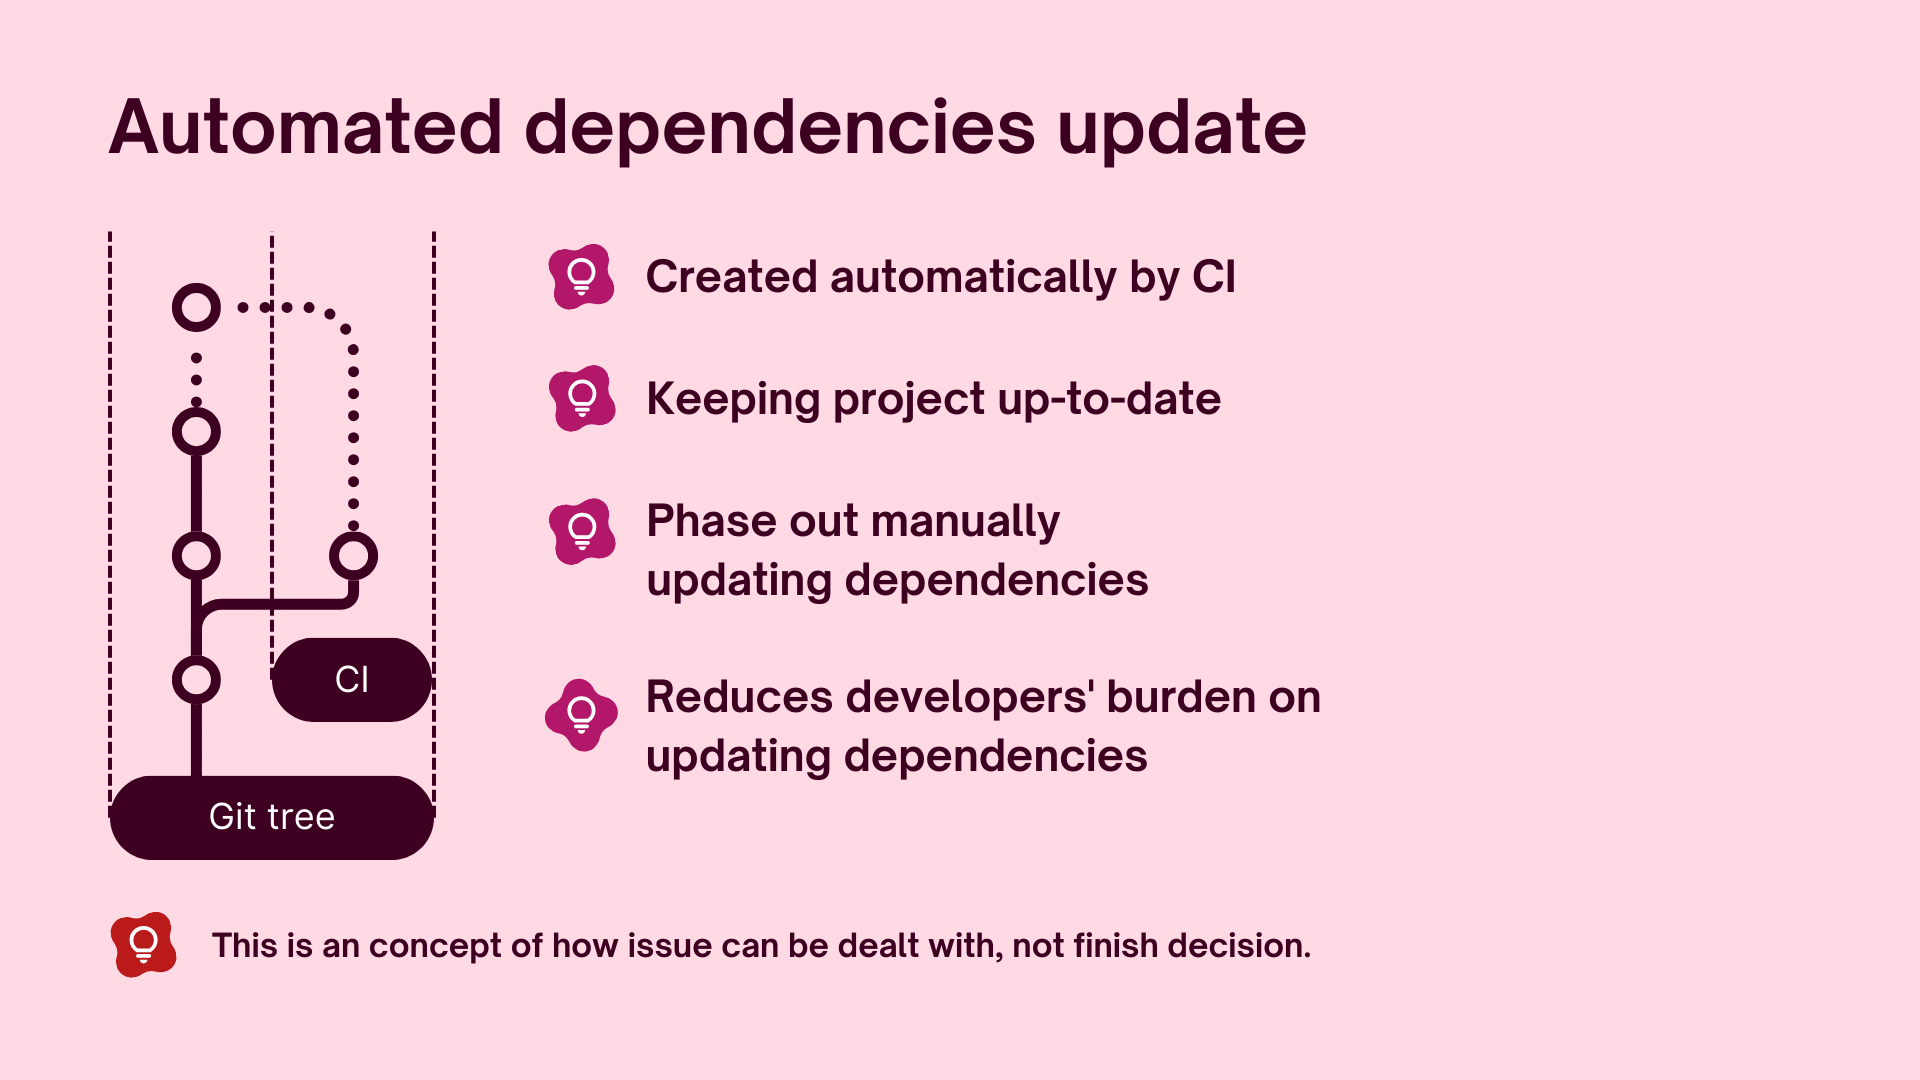 Automated dependencies update
Created automatically by CI
Keeping project up-to-date
Phase out manually
updating dependencies
Reduces developers' burden on
updating dependencies
CI
Git tree
This is an concept of how issue can be dealt with, not finish decision.